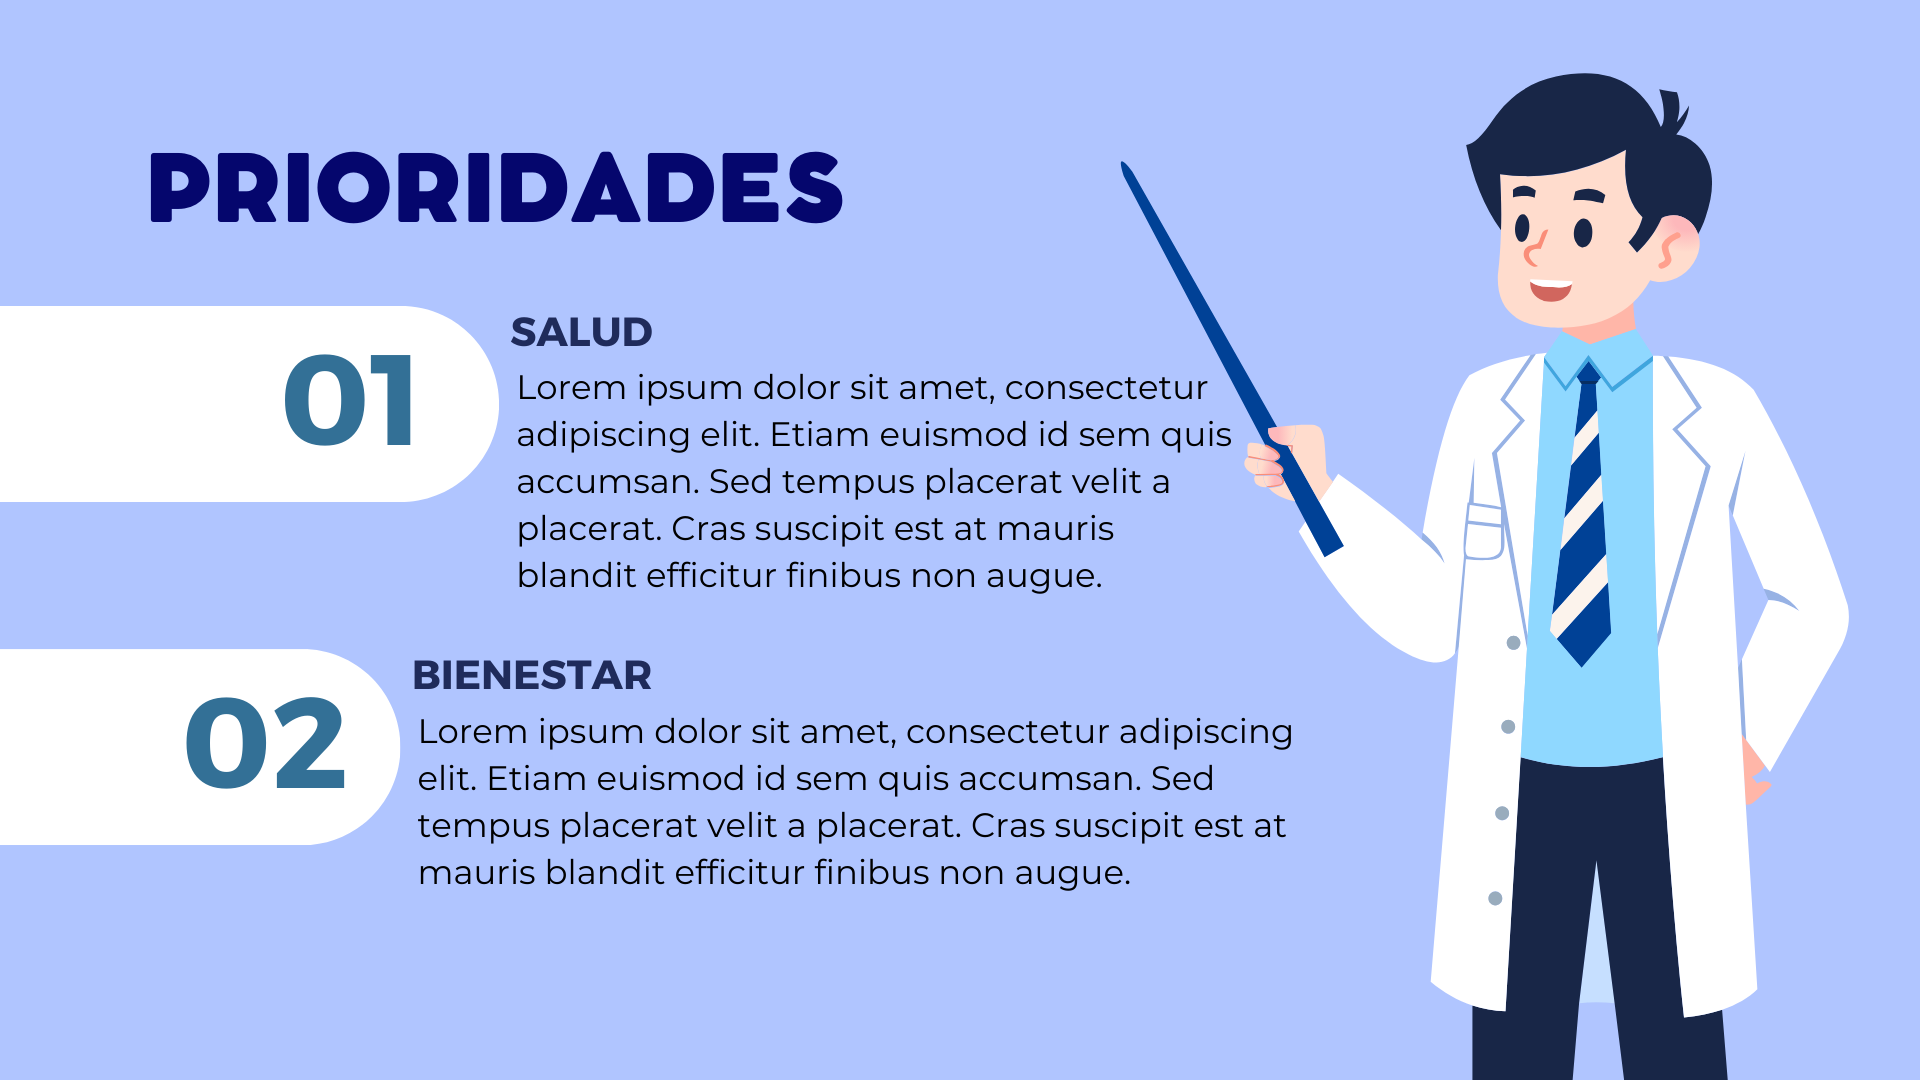 PRIORIDADES
01
SALUD
Lorem ipsum dolor sit amet, consectetur
adipiscing elit. Etiam euismod id sem quis
accumsan. Sed tempus placerat velit a
placerat. Cras suscipit est at mauris
blandit efficitur finibus non augue.
02
BIENESTAR
Lorem ipsum dolor sit amet, consectetur adipiscing
elit. Etiam euismod id sem quis accumsan. Sed
tempus placerat velit a placerat. Cras suscipit est at
mauris blandit efficitur finibus non augue.